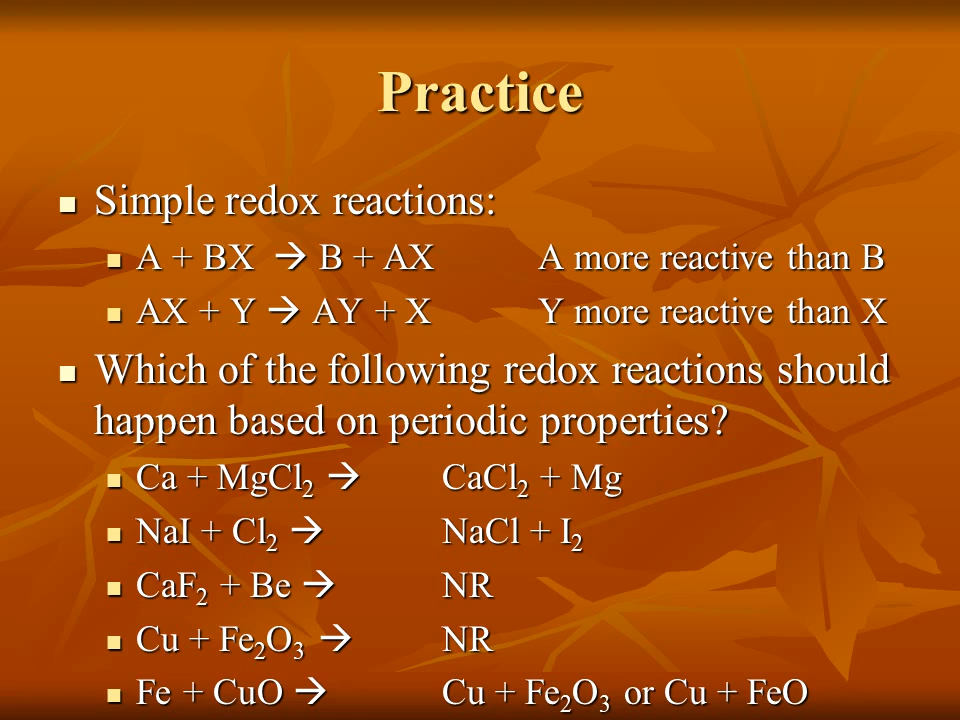 Practice
Simple redox reactions:
A + BX → B + AX A more reactive than B
AX + Y → AY + X Y more reactive than X
Which of the following redox reactions should
happen based on periodic properties?
Ca + MgCl₂ → CaCl₂ + Mg
NaI + Cl₂ → NaCl + I₂
CaF₂ + Be → NR
Cu + Fe₂O₃ → NR
Fe + CuO → Cu + Fe₂O₃ or Cu + FeO